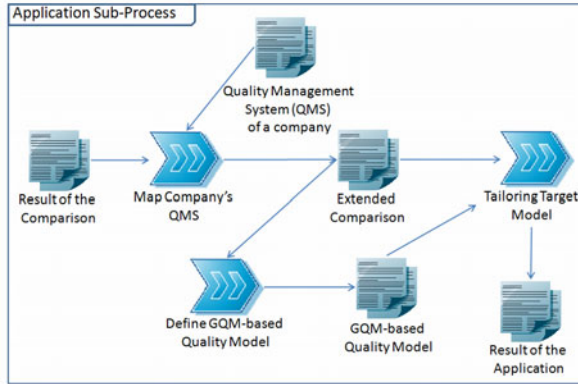 Application Sub-Process
Quality Management
System (QMS)
of a company
Result of the
Comparison
Map Company's
QMS
Extended
Comparison
Tailoring Target
Model
Define GQM-based
Quality Model
GQM-based
Quality Model
Result of the
Application